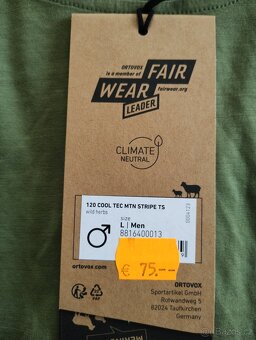 ORTOVOX
is a member of
FAIR
WEAR
fairwear.org
LEADER
CLIMATE
NEUTRAL
120 COOL TEC MTN STRIPE TS
wild herbs
size
L | Men
8816400013
€ 75.--
ortovox.com
ORTOVOX
Sportartikel GmbH
Rotwandweg 5
82024 Taufkirchen
Germany
PAP